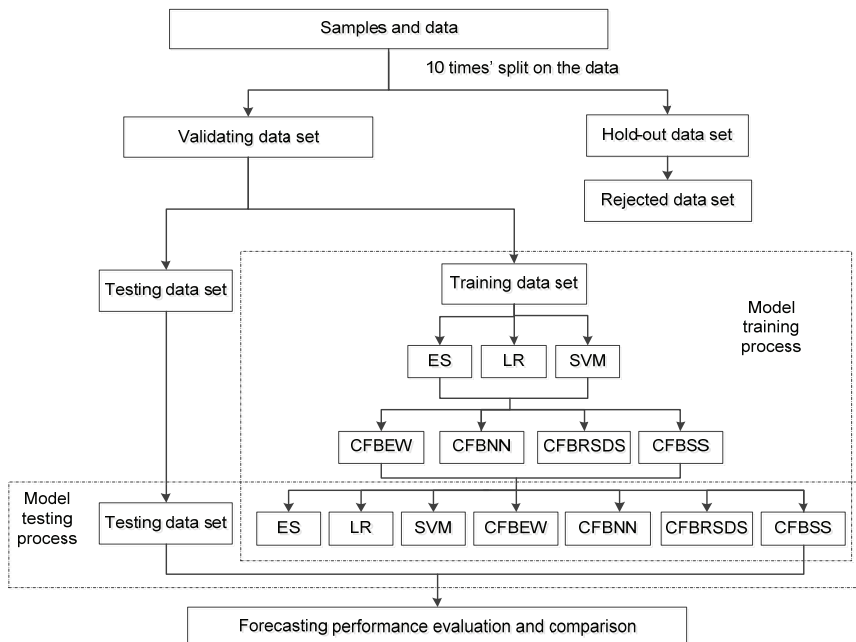 Samples and data
10 times' split on the data
Validating data set
Hold-out data set
Rejected data set
Testing data set
Training data set
Model
training
process
ES
LR
SVM
CFBEW
CFBNN
CFBRSDS
CFBSS
Model
testing
process
Testing data set
ES
LR
SVM
CFBEW
CFBNN
CFBRSDS
CFBSS
Forecasting performance evaluation and comparison